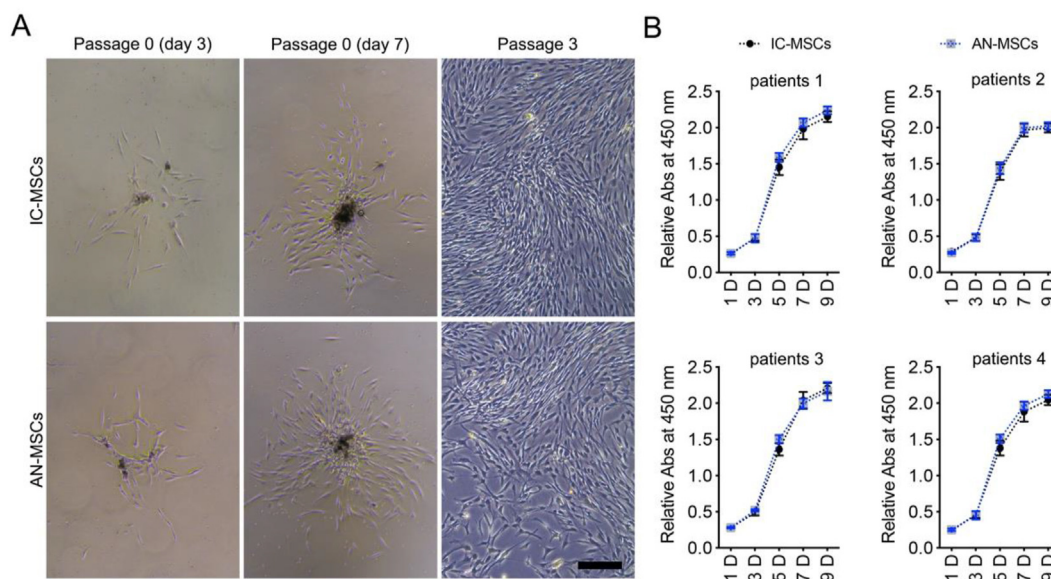 A
Passage 0 (day 3)
Passage 0 (day 7)
Passage 3
IC-MSCs
AN-MSCs
B
IC-MSCs
AN-MSCs
patients 1
Relative Abs at 450 nm
2.5
2.0
1.5
1.0
0.5
0.0
1 D
3 D
5 D
7 D
9 D
patients 2
Relative Abs at 450 nm
2.5
2.0
1.5
1.0
0.5
0.0
1 D
3 D
5 D
7 D
9 D
patients 3
Relative Abs at 450 nm
2.5
2.0
1.5
1.0
0.5
0.0
1 D
3 D
5 D
7 D
9 D
patients 4
Relative Abs at 450 nm
2.5
2.0
1.5
1.0
0.5
0.0
1 D
3 D
5 D
7 D
9 D